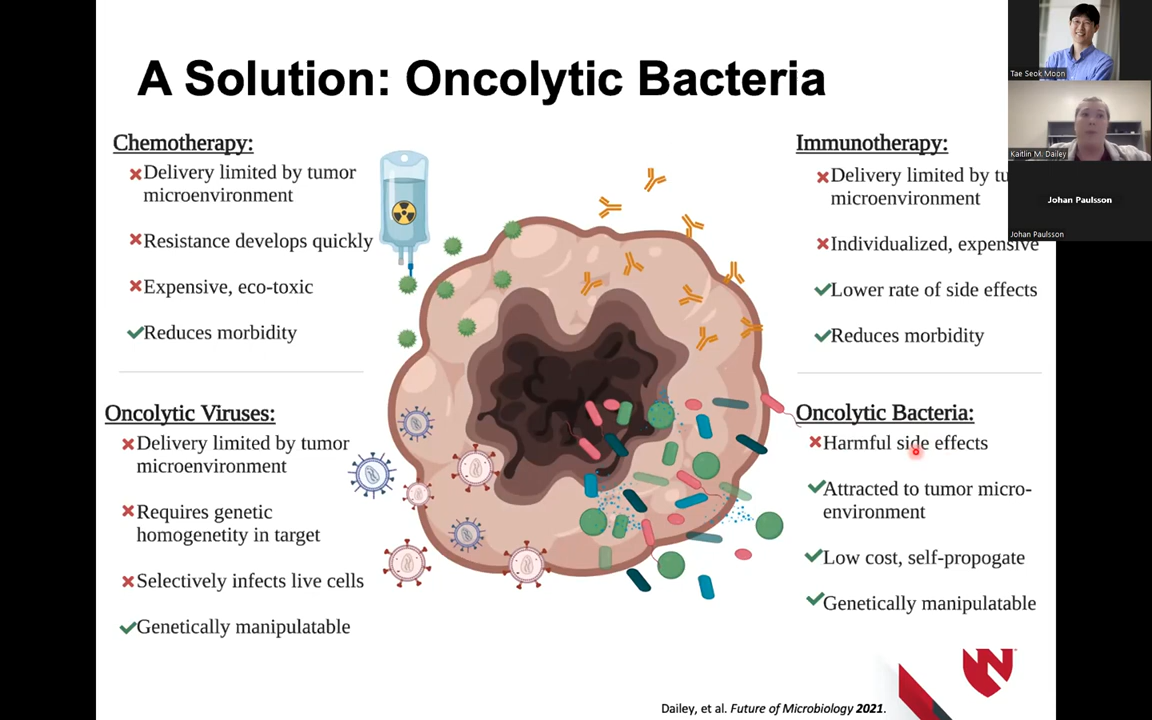 A Solution: Oncolytic Bacteria
Chemotherapy:
Delivery limited by tumor
microenvironment
Resistance develops quickly
Expensive, eco-toxic
Reduces morbidity
Immunotherapy:
Delivery limited by tu
microenvironment
Individualized, expensive
Lower rate of side effects
Reduces morbidity
Oncolytic Viruses:
Delivery limited by tumor
microenvironment
Requires genetic
homogenetity in target
Selectively infects live cells
Genetically manipulatable
Oncolytic Bacteria:
Harmful side effects
Attracted to tumor micro-
environment
Low cost, self-propogate
Genetically manipulatable
Dailey, et al. Future of Microbiology 2021.
N
Tae Seok Moon
Kaitlin M. Dailey
Johan Paulsson
Johan Paulsson